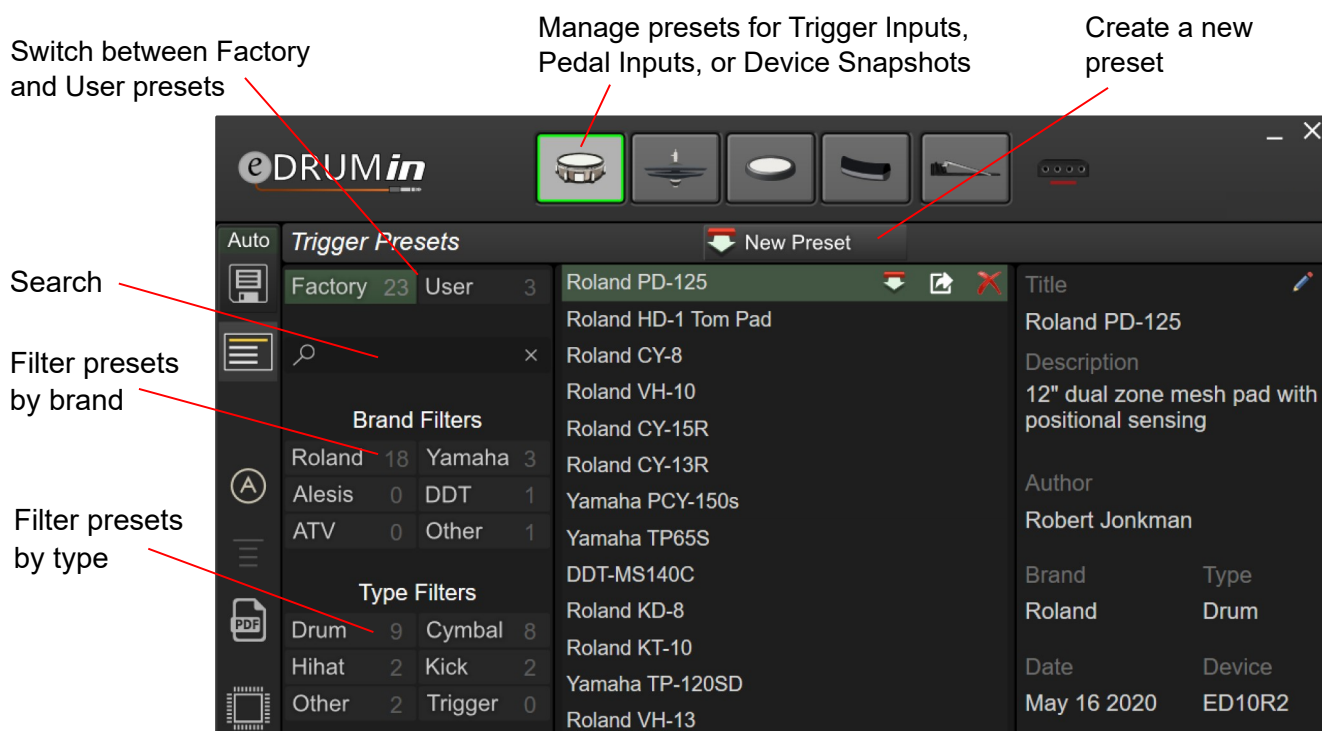 Switch between Factory
and User presets
Manage presets for Trigger Inputs,
Pedal Inputs, or Device Snapshots
Create a new
preset
eDRUMin
Auto
Trigger Presets
New Preset
Search
Filter presets
by brand
Filter presets
by type
Factory 23 User 3
Brand Filters
Roland 18 Yamaha 3
Alesis 0 DDT 1
ATV 0 Other 1
Type Filters
Drum 9 Cymbal 8
Hihat 2 Kick 2
Other 2 Trigger 0
A
PDF
Roland PD-125
Roland HD-1 Tom Pad
Roland CY-8
Roland VH-10
Roland CY-15R
Roland CY-13R
Yamaha PCY-150s
Yamaha TP65S
DDT-MS140C
Roland KD-8
Roland KT-10
Yamaha TP-120SD
Roland VH-13
Title
Roland PD-125
Description
12" dual zone mesh pad with
positional sensing
Author
Robert Jonkman
Brand Type
Roland Drum
Date Device
May 16 2020 ED10R2